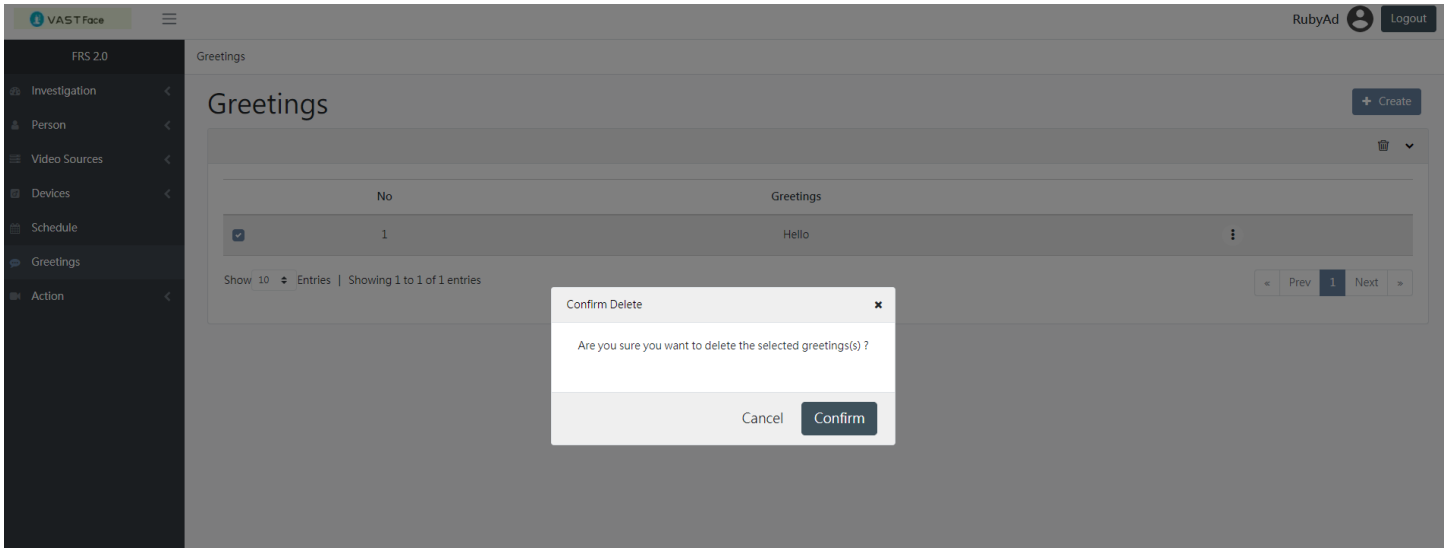 VASTFace
RubyAd
Logout
FRS 2.0
Greetings
Investigation
Greetings
+ Create
Person
Video Sources
Devices
No Greetings
Schedule
1 Hello
Greetings
Show 10 Entries | Showing 1 to 1 of 1 entries
« Prev 1 Next »
Action
Confirm Delete
Are you sure you want to delete the selected greetings(s) ?
Cancel Confirm